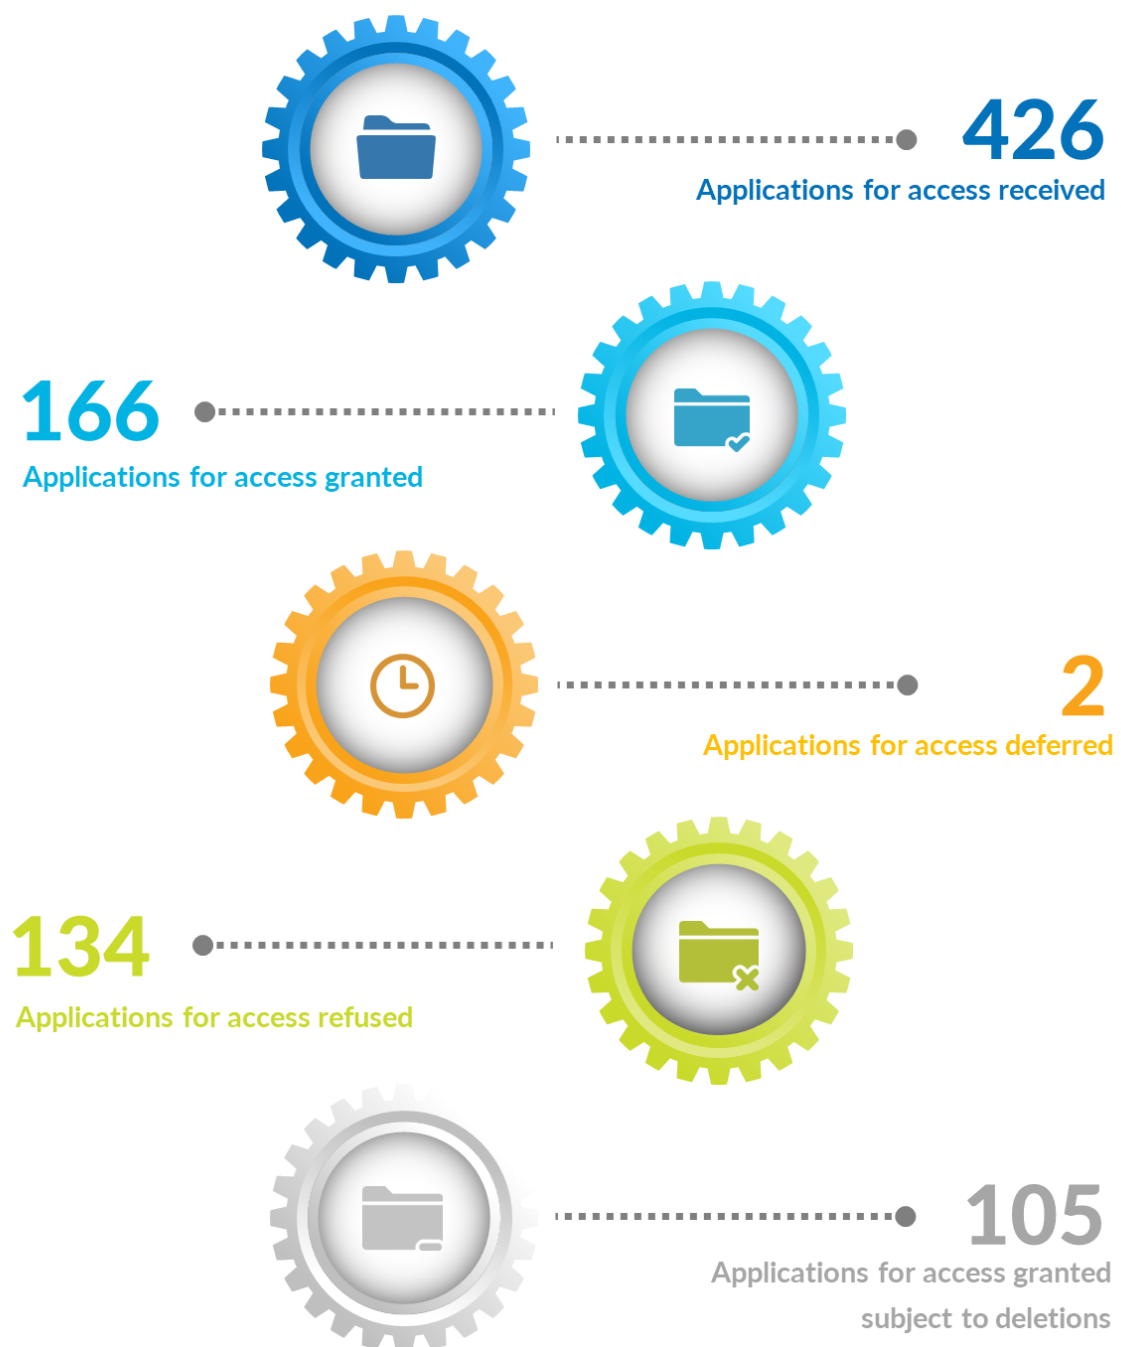 426
Applications for access received
166
Applications for access granted
2
Applications for access deferred
134
Applications for access refused
105
Applications for access granted
subject to deletions